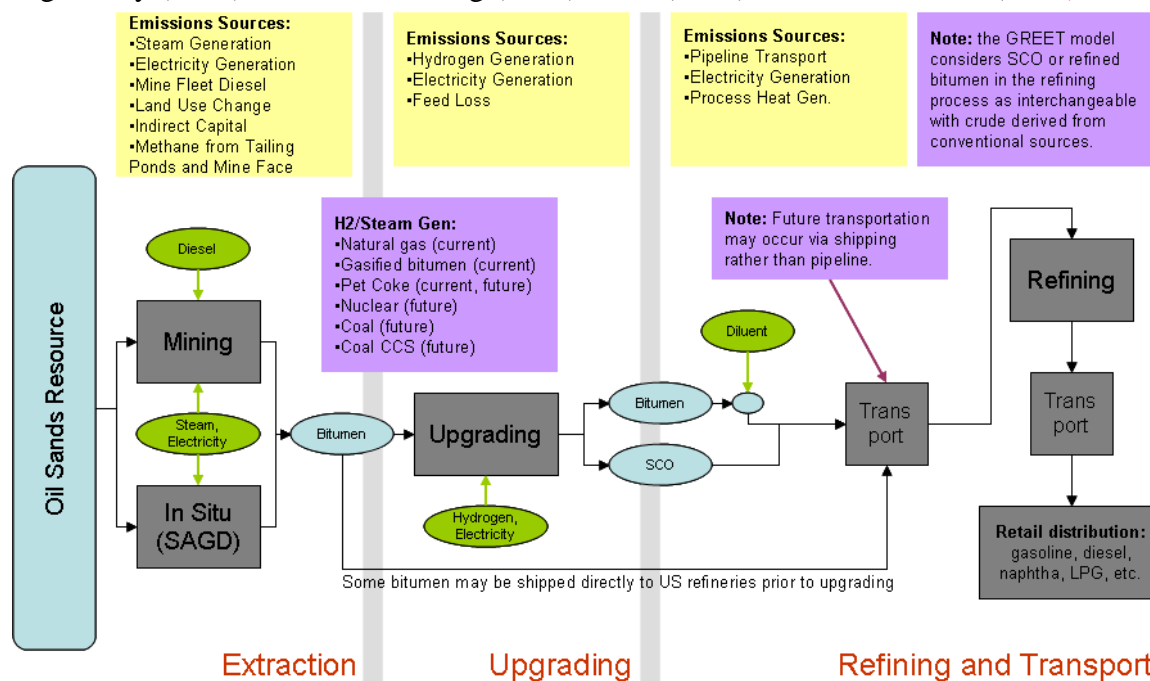 Emissions Sources:
▪Steam Generation
▪Electricity Generation
▪Mine Fleet Diesel
▪Land Use Change
▪Indirect Capital
▪Methane from Tailing
Ponds and Mine Face
Emissions Sources:
▪Hydrogen Generation
▪Electricity Generation
▪Feed Loss
Emissions Sources:
▪Pipeline Transport
▪Electricity Generation
▪Process Heat Gen.
Note: the GREET model
considers SCO or refined
bitumen in the refining
process as interchangeable
with crude derived from
conventional sources.
Oil Sands Resource
Diesel
Mining
Steam,
Electricity
In Situ
(SAGD)
H2/Steam Gen:
▪Natural gas (current)
▪Gasified bitumen (current)
▪Pet Coke (current, future)
▪Nuclear (future)
▪Coal (future)
▪Coal CCS (future)
Bitumen
Upgrading
Hydrogen,
Electricity
Bitumen
SCO
Diluent
Note: Future transportation
may occur via shipping
rather than pipeline.
Trans
port
Refining
Trans
port
Retail distribution:
gasoline, diesel,
naphtha, LPG, etc.
Some bitumen may be shipped directly to US refineries prior to upgrading
Extraction
Upgrading
Refining and Transport